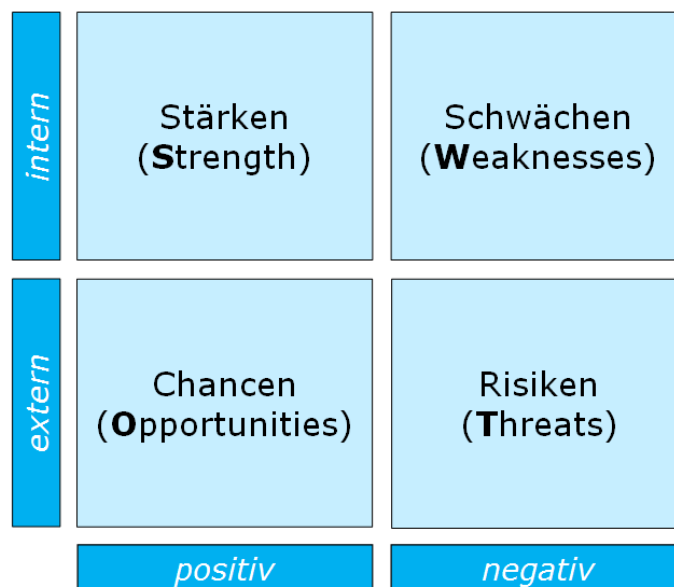 intern
Stärken
(Strength)
Schwächen
(Weaknesses)
extern
Chancen
(Opportunities)
Risiken
(Threats)
positiv
negativ